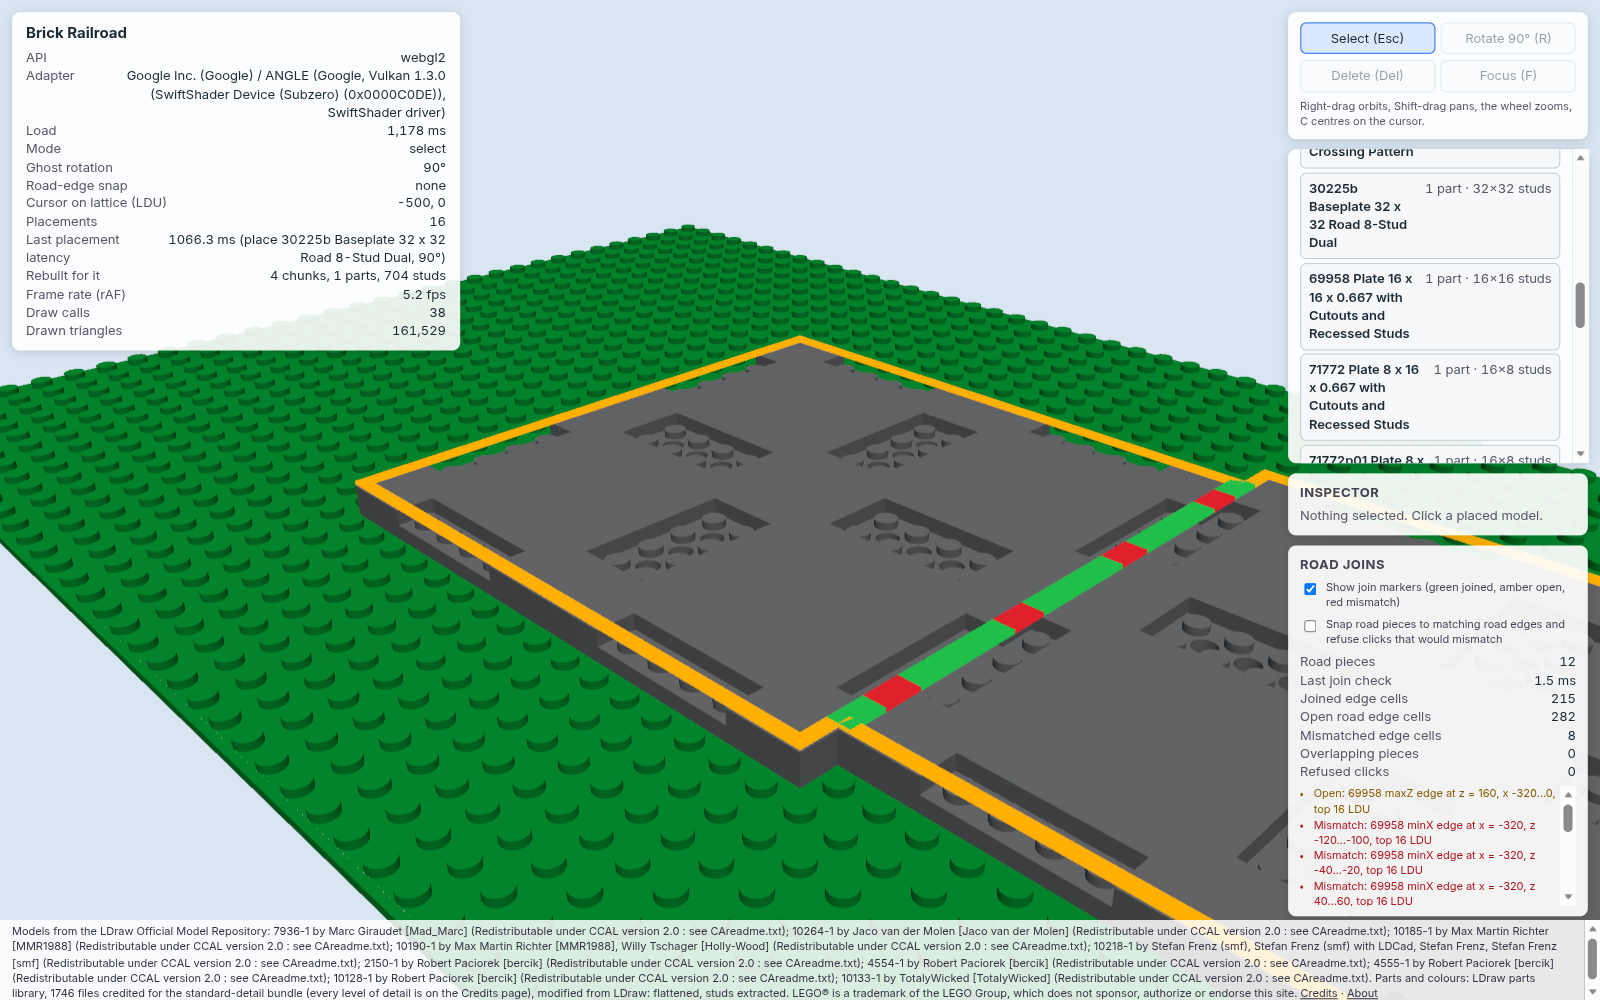 Brick Railroad
API webgl2
Adapter Google Inc. (Google) / ANGLE (Google, Vulkan 1.3.0
(SwiftShader Device (Subzero) (0x0000C0DE)),
SwiftShader driver)
Load 1,178 ms
Mode select
Ghost rotation 90°
Road-edge snap none
Cursor on lattice (LDU) -500, 0
Placements 16
Last placement 1066.3 ms (place 30225b Baseplate 32 x 32
latency Road 8-Stud Dual, 90°)
Rebuilt for it 4 chunks, 1 parts, 704 studs
Frame rate (rAF) 5.2 fps
Draw calls 38
Drawn triangles 161,529
Select (Esc) Rotate 90° (R)
Delete (Del) Focus (F)
Right-drag orbits, Shift-drag pans, the wheel zooms,
C centres on the cursor.
Crossing Pattern
30225b 1 part · 32×32 studs
Baseplate 32 x
32 Road 8-Stud
Dual
69958 Plate 16 x 1 part · 16×16 studs
16 x 0.667 with
Cutouts and
Recessed Studs
71772 Plate 8 x 16 1 part · 16×8 studs
x 0.667 with
Cutouts and
Recessed Studs
71772p01 Plate 8 x 1 part · 16×8 studs
INSPECTOR
Nothing selected. Click a placed model.
ROAD JOINS
Show join markers (green joined, amber open,
red mismatch)
Snap road pieces to matching road edges and
refuse clicks that would mismatch
Road pieces 12
Last join check 1.5 ms
Joined edge cells 215
Open road edge cells 282
Mismatched edge cells 8
Overlapping pieces 0
Refused clicks 0
• Open: 69958 maxZ edge at z = 160, x -320…0,
top 16 LDU
• Mismatch: 69958 minX edge at x = -320, z
-120…-100, top 16 LDU
• Mismatch: 69958 minX edge at x = -320, z
-40…-20, top 16 LDU
• Mismatch: 69958 minX edge at x = -320, z
40…60, top 16 LDU
Models from the LDraw Official Model Repository: 7936-1 by Marc Giraudet [Mad_Marc] (Redistributable under CCAL version 2.0 : see CAreadme.txt); 10264-1 by Jaco van der Molen [Jaco van der Molen] (Redistributable under CCAL version 2.0 : see CAreadme.txt); 10185-1 by Max Martin Richter
[MMR1988] (Redistributable under CCAL version 2.0 : see CAreadme.txt); 10190-1 by Max Martin Richter [MMR1988], Willy Tschager [Holly-Wood] (Redistributable under CCAL version 2.0 : see CAreadme.txt); 10218-1 by Stefan Frenz (smf), Stefan Frenz (smf) with LDCad, Stefan Frenz, Stefan Frenz
[smf] (Redistributable under CCAL version 2.0 : see CAreadme.txt); 2150-1 by Robert Paciorek [bercik] (Redistributable under CCAL version 2.0 : see CAreadme.txt); 4554-1 by Robert Paciorek [bercik] (Redistributable under CCAL version 2.0 : see CAreadme.txt); 4555-1 by Robert Paciorek [bercik]
(Redistributable under CCAL version 2.0 : see CAreadme.txt); 10128-1 by Robert Paciorek [bercik] (Redistributable under CCAL version 2.0 : see CAreadme.txt); 10133-1 by TotalyWicked [TotalyWicked] (Redistributable under CCAL version 2.0 : see CAreadme.txt). Parts and colours: LDraw parts
library, 1746 files credited for the standard-detail bundle (every level of detail is on the Credits page), modified from LDraw: flattened, studs extracted. LEGO® is a trademark of the LEGO Group, which does not sponsor, authorize or endorse this site. Credits · About